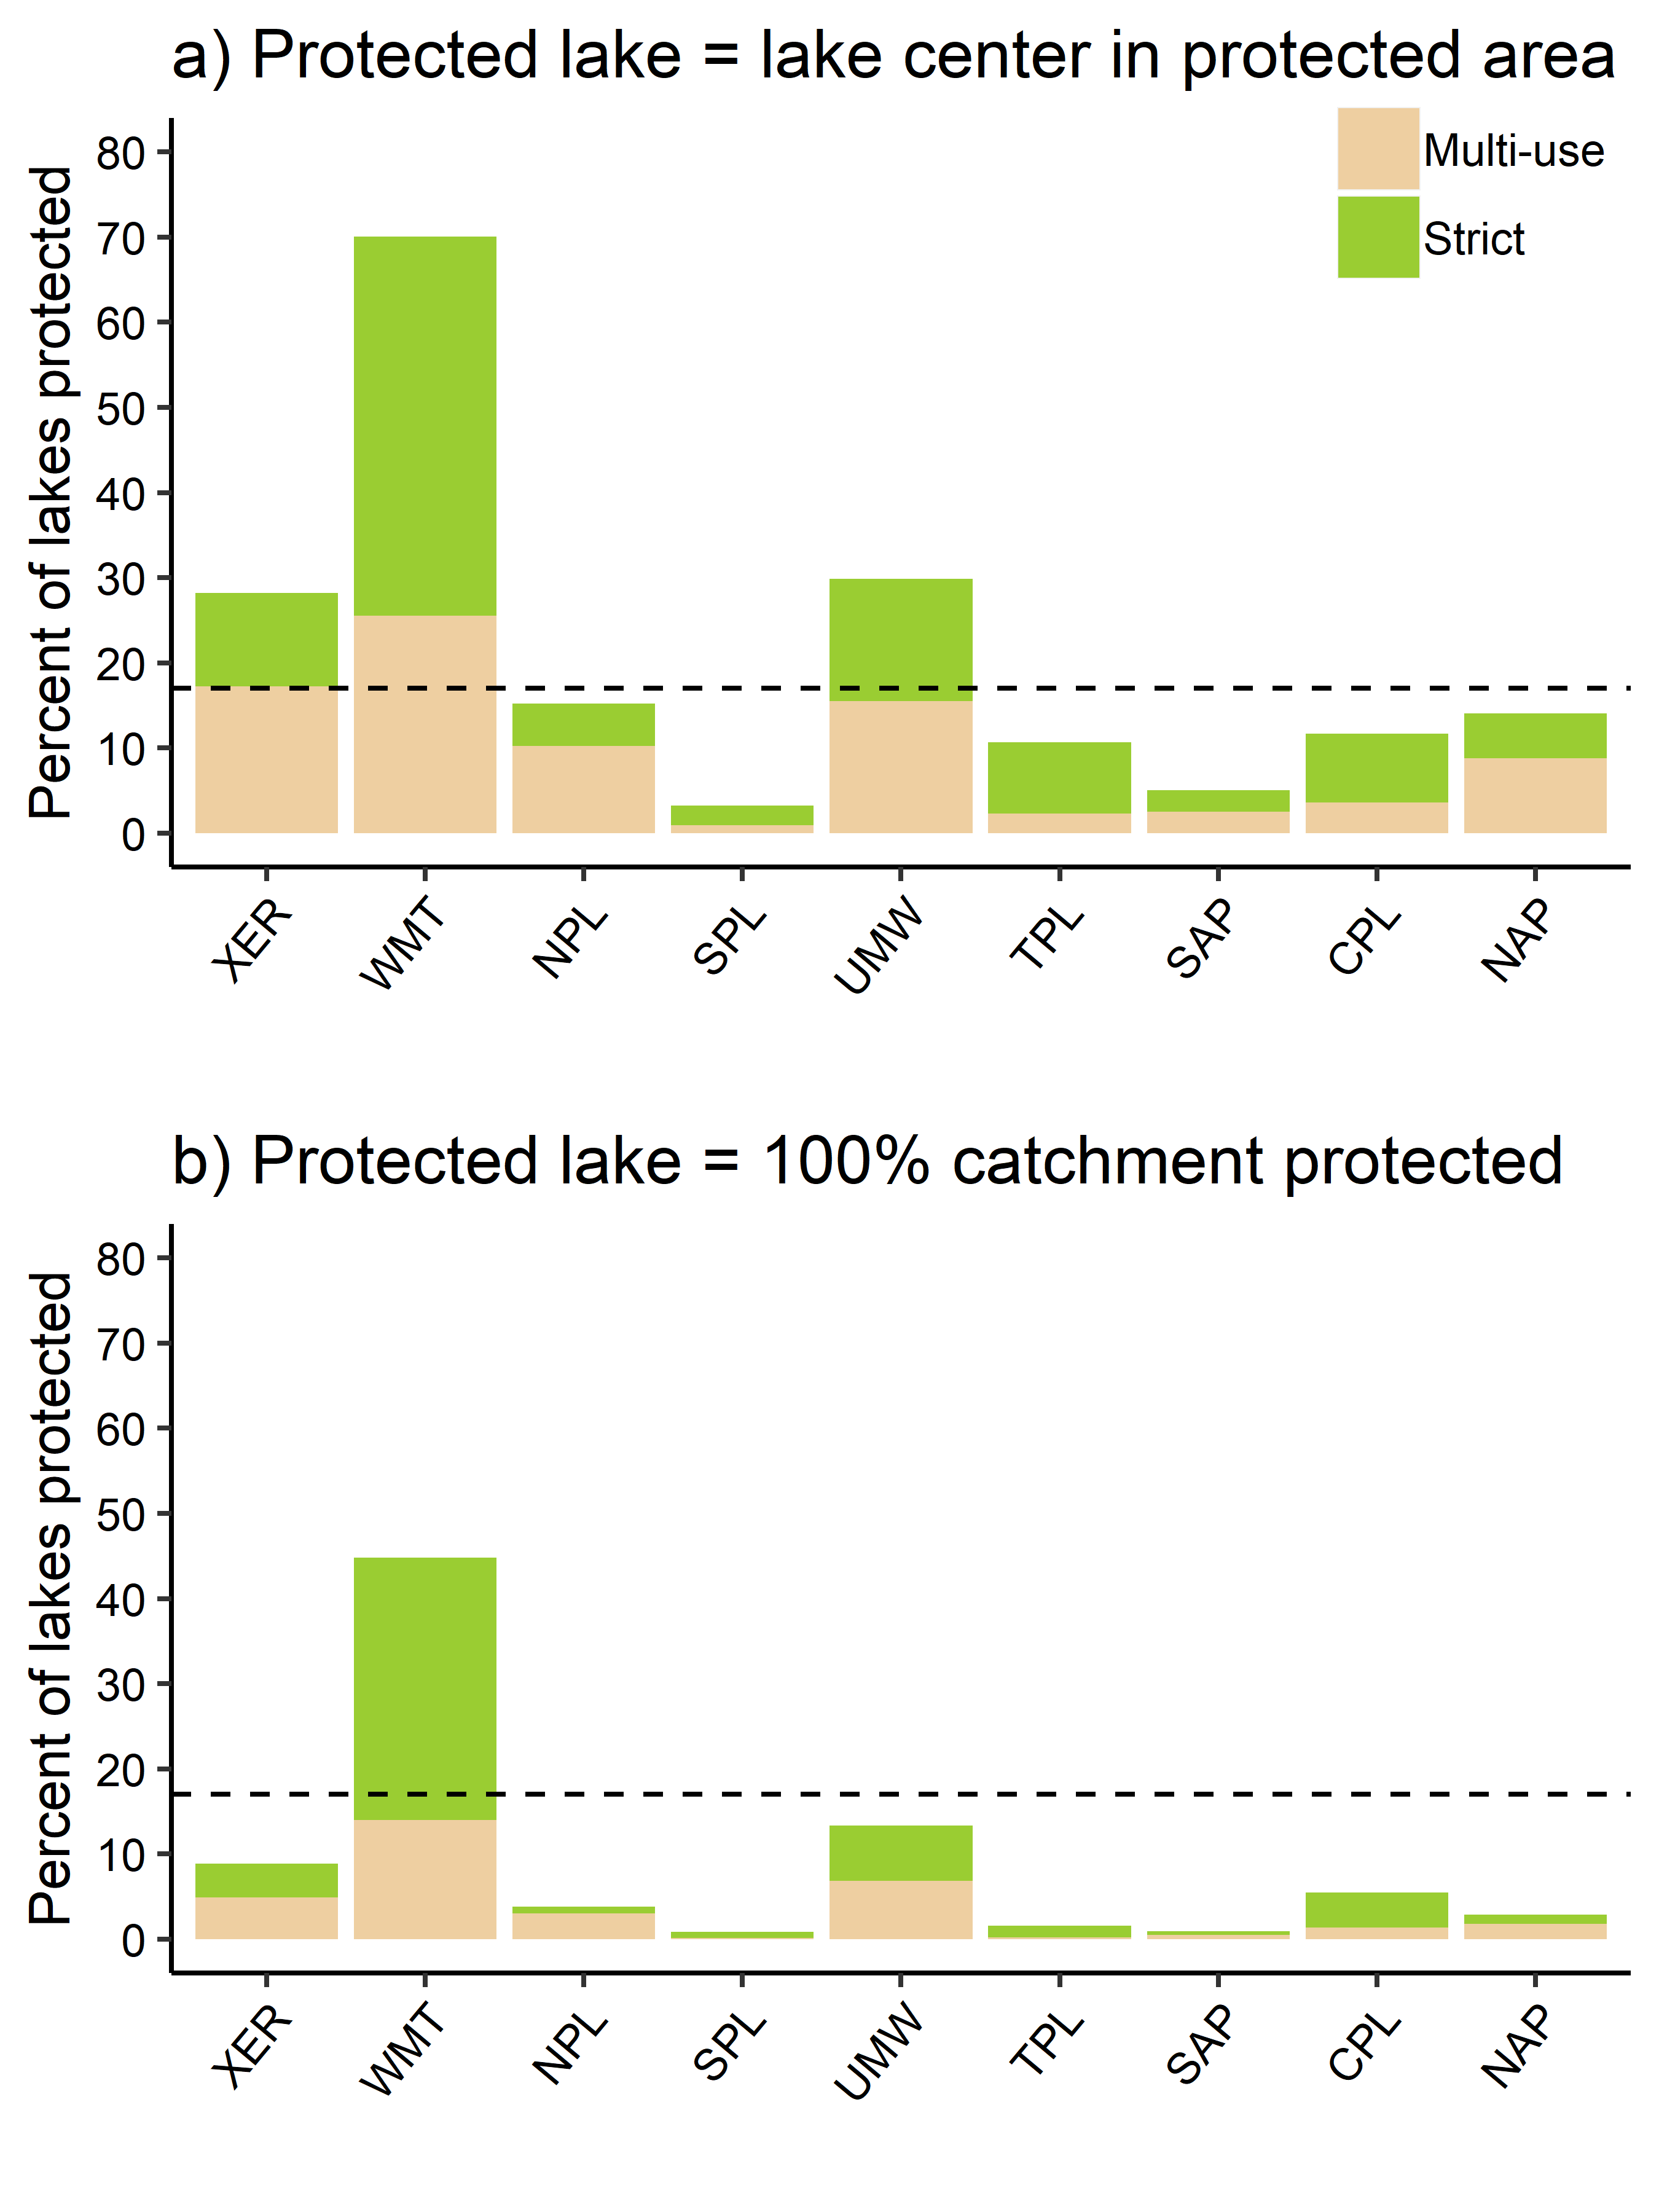 a) Protected lake = lake center in protected area
Multi-use
Strict
Percent of lakes protected
80
70
60
50
40
30
20
10
0
XER WMT NPL SPL UMW TPL SAP CPL NAP
b) Protected lake = 100% catchment protected
Percent of lakes protected
80
70
60
50
40
30
20
10
0
XER WMT NPL SPL UMW TPL SAP CPL NAP